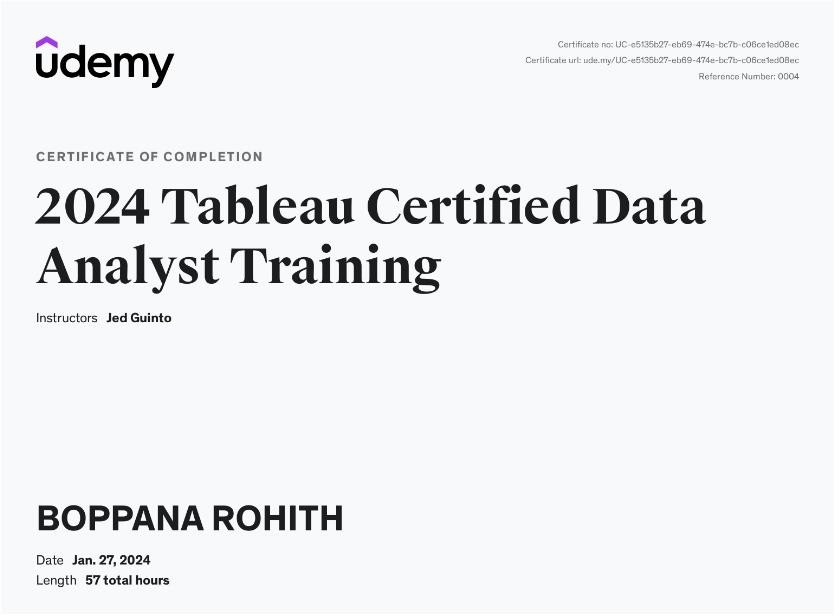 udemy
Certificate no: UC-e5135b27-eb69-474e-bc7b-c06ce1ed08ec
Certificate url: ude.my/UC-e5135b27-eb69-474e-bc7b-c06ce1ed08ec
Reference Number: 0004
CERTIFICATE OF COMPLETION
2024 Tableau Certified Data
Analyst Training
Instructors Jed Guinto
BOPPANA ROHITH
Date Jan. 27, 2024
Length 57 total hours